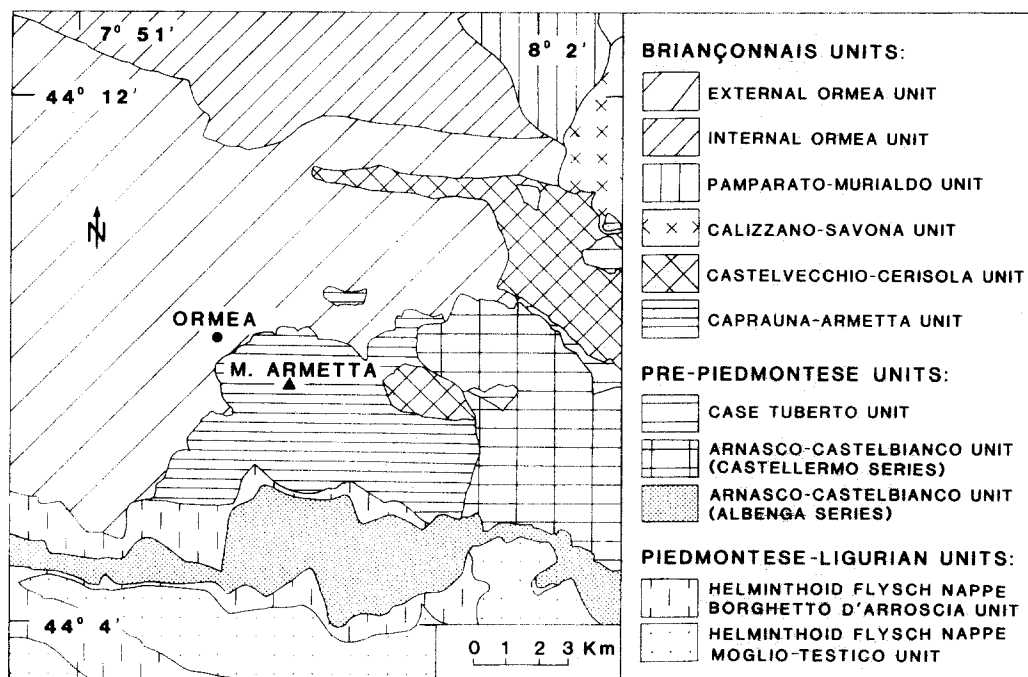 7° 51'
8° 2'
44° 12'
N
ORMEA
M. ARMETTA
44° 4'
0 1 2 3 Km
BRIANÇONNAIS UNITS:
EXTERNAL ORMEA UNIT
INTERNAL ORMEA UNIT
PAMPARATO-MURIALDO UNIT
CALIZZANO-SAVONA UNIT
CASTELVECCHIO-CERISOLA UNIT
CAPRAUNA-ARMETTA UNIT
PRE-PIEDMONTESE UNITS:
CASE TUBERTO UNIT
ARNASCO-CASTELBIANCO UNIT
(CASTELLERMO SERIES)
ARNASCO-CASTELBIANCO UNIT
(ALBENGA SERIES)
PIEDMONTESE-LIGURIAN UNITS:
HELMINTHOID FLYSCH NAPPE
BORGHETTO D'ARROSCIA UNIT
HELMINTHOID FLYSCH NAPPE
MOGLIO-TESTICO UNIT